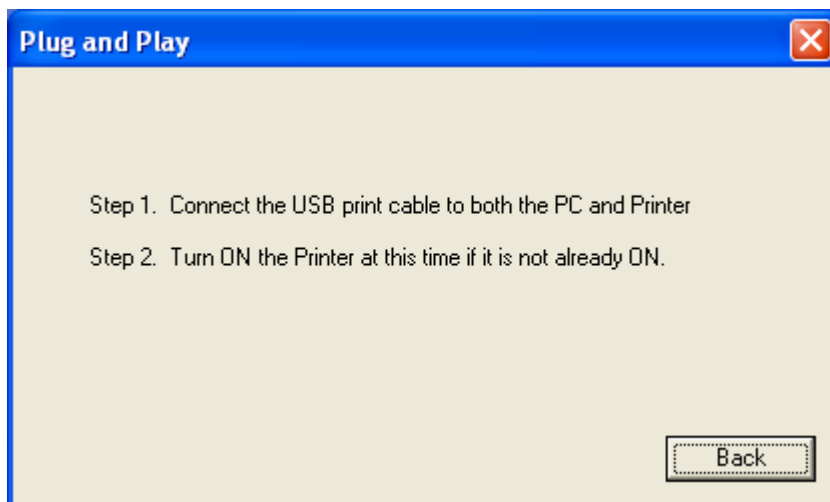 Plug and Play
Step 1. Connect the USB print cable to both the PC and Printer
Step 2. Turn ON the Printer at this time if it is not already ON.
Back